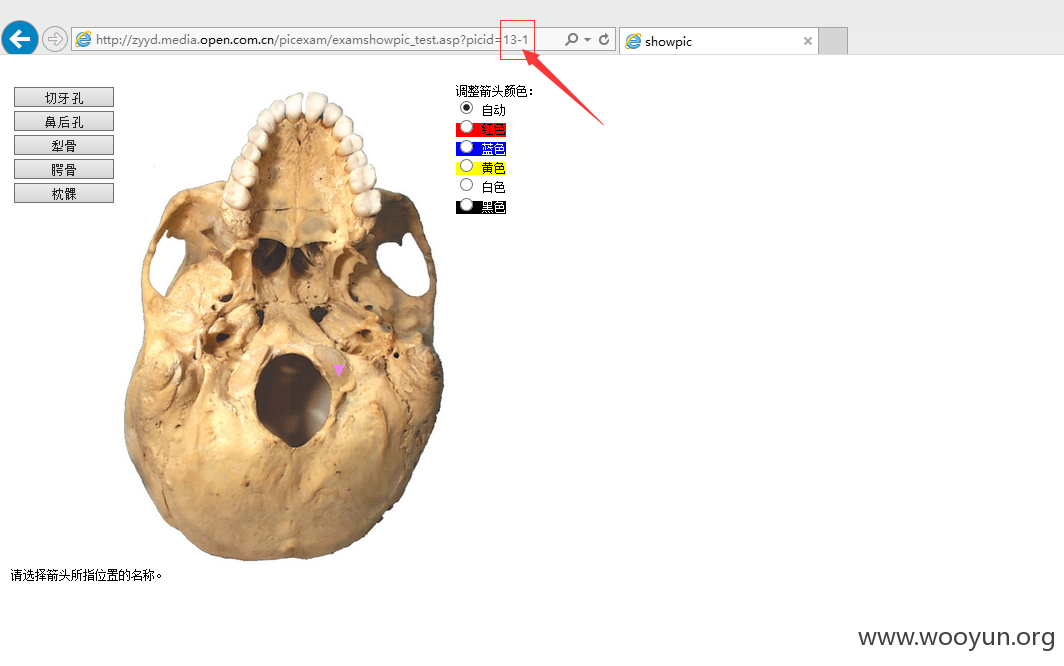 http://zyyd.media.open.com.cn/picexam/examshowpic_test.asp?picid=13-1
showpic
切牙孔
鼻后孔
犁骨
腭骨
枕髁
调整箭头颜色：
自动
红色
蓝色
黄色
白色
黑色
请选择箭头所指位置的名称。
www.wooyun.org